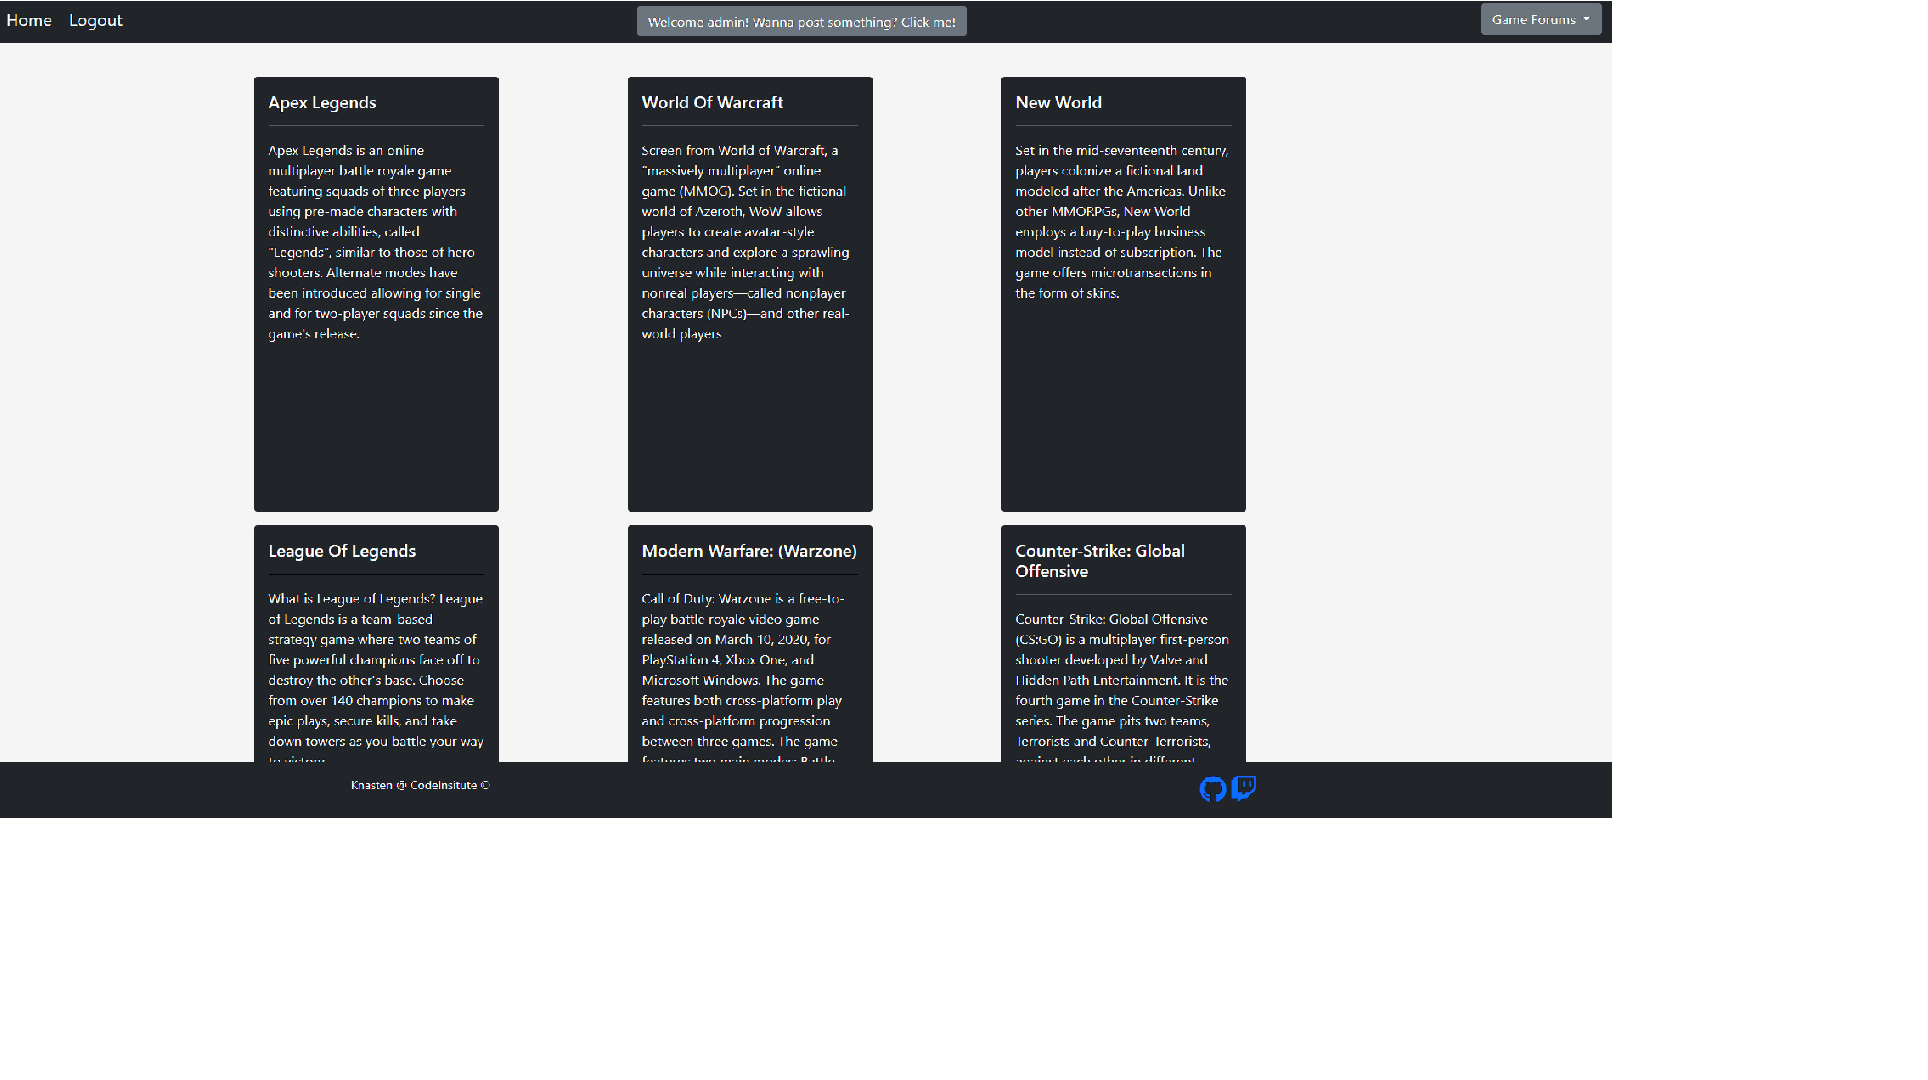 Home Logout Welcome admin! Wanna post something? Click me! Game Forums
Apex Legends
Apex Legends is an online
multiplayer battle royale game
featuring squads of three players
using pre-made characters with
distinctive abilities, called
"Legends", similar to those of hero
shooters. Alternate modes have
been introduced allowing for single
and for two-player squads since the
game's release.
World Of Warcraft
Screen from World of Warcraft, a
“massively multiplayer” online
game (MMOG). Set in the fictional
world of Azeroth, WoW allows
players to create avatar-style
characters and explore a sprawling
universe while interacting with
nonreal players—called nonplayer
characters (NPCs)—and other real-
world players
New World
Set in the mid-seventeenth century,
players colonize a fictional land
modeled after the Americas. Unlike
other MMORPGs, New World
employs a buy-to-play business
model instead of subscription. The
game offers microtransactions in
the form of skins.
League Of Legends
What is League of Legends? League
of Legends is a team-based
strategy game where two teams of
five powerful champions face off to
destroy the other's base. Choose
from over 140 champions to make
epic plays, secure kills, and take
down towers as you battle your way
to victory
Modern Warfare: (Warzone)
Call of Duty: Warzone is a free-to-
play battle royale video game
released on March 10, 2020, for
PlayStation 4, Xbox One, and
Microsoft Windows. The game
features both cross-platform play
and cross-platform progression
between three games. The game
features two main modes: Battle
Counter-Strike: Global
Offensive
Counter-Strike: Global Offensive
(CS:GO) is a multiplayer first-person
shooter developed by Valve and
Hidden Path Entertainment. It is the
fourth game in the Counter-Strike
series. The game pits two teams,
Terrorists and Counter-Terrorists,
against each other in different
Knasten @ CodeInsitute ©